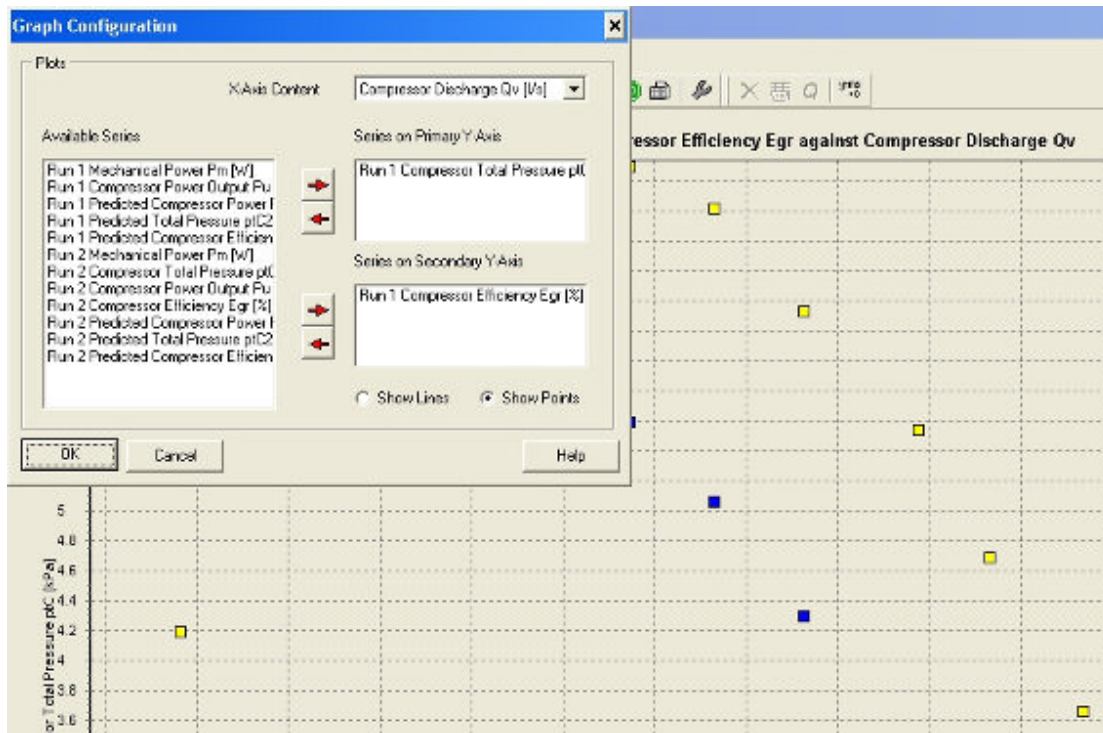 Graph Configuration
Plots
X-Axis Content
Compressor Discharge Qv [l/s]
Available Series
Run 1 Mechanical Power Pm [W]
Run 1 Compressor Power Output Pu
Run 1 Predicted Compressor Power
Run 1 Predicted Total Pressure ptC2
Run 1 Predicted Compressor Efficien
Run 2 Mechanical Power Pm [W]
Run 2 Compressor Total Pressure pt
Run 2 Compressor Power Output Pu
Run 2 Compressor Efficiency Egr [%]
Run 2 Predicted Compressor Power
Run 2 Predicted Total Pressure ptC2
Run 2 Predicted Compressor Efficien
Series on Primary Y-Axis
Run 1 Compressor Total Pressure pt
Series on Secondary Y-Axis
Run 1 Compressor Efficiency Egr [%]
Show Lines
Show Points
OK
Cancel
Help
ressor Efficiency Egr against Compressor Discharge Qv
5
4.8
4.6
4.4
4.2
4
3.8
3.6
or Total Pressure ptC [kPa]